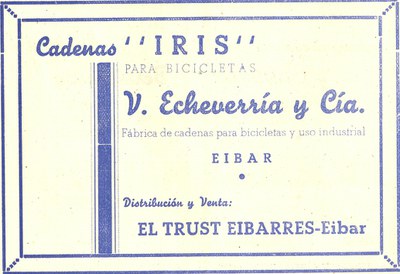 Cadenas "IRIS"
PARA BICICLETAS
V. Echeverría y Cía.
Fábrica de cadenas para bicicletas y uso industrial
EIBAR
Distribución y Venta:
EL TRUST EIBARRES-Eibar